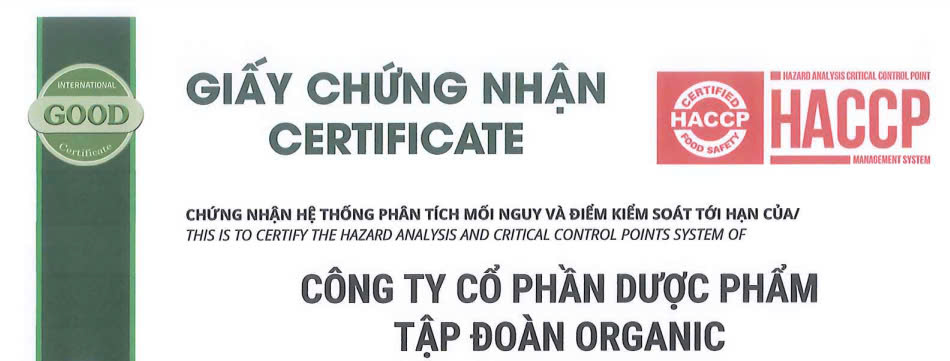 INTERNATIONAL
GOOD
Certificate
GIẤY CHỨNG NHẬN
CERTIFICATE
CERTIFIED
HACCP
FOOD SAFETY
HAZARD ANALYSIS CRITICAL CONTROL POINT
HACCP
MANAGEMENT SYSTEM
CHỨNG NHẬN HỆ THỐNG PHÂN TÍCH MỐI NGUY VÀ ĐIỂM KIỂM SOÁT TỚI HẠN CỦA/
THIS IS TO CERTIFY THE HAZARD ANALYSIS AND CRITICAL CONTROL POINTS SYSTEM OF
CÔNG TY CỔ PHẦN DƯỢC PHẨM
TẬP ĐOÀN ORGANIC